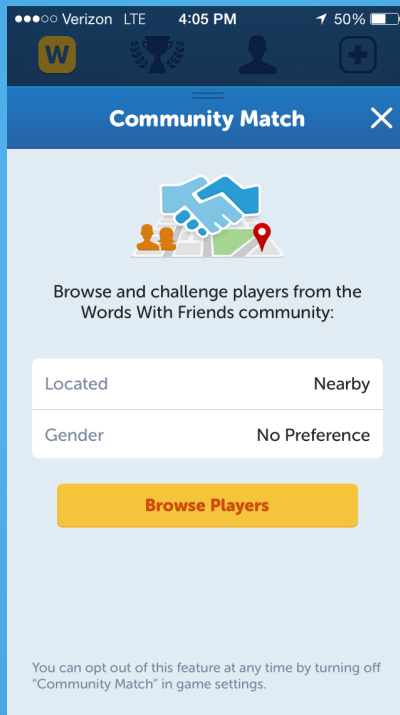 Verizon LTE 4:05 PM 50%
W
Community Match
Browse and challenge players from the
Words With Friends community:
Located Nearby
Gender No Preference
Browse Players
You can opt out of this feature at any time by turning off
“Community Match” in game settings.